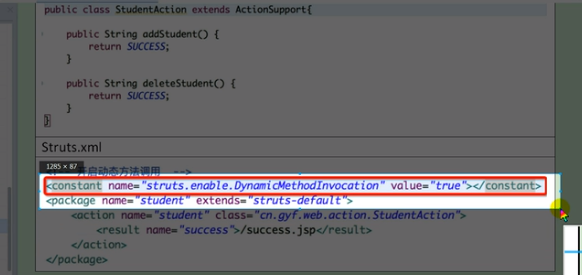 public class StudentAction extends ActionSupport{
public String addStudent() {
return SUCCESS;
}
public String deleteStudent() {
return SUCCESS;
}
}
Struts.xml
1285 × 87
开启动态方法调用 -->
<constant name="struts.enable.DynamicMethodInvocation" value="true"></constant>
<package name="student" extends="struts-default">
<action name="student" class="cn.gyf.web.action.StudentAction">
<result name="success">/success.jsp</result>
</action>
</package>